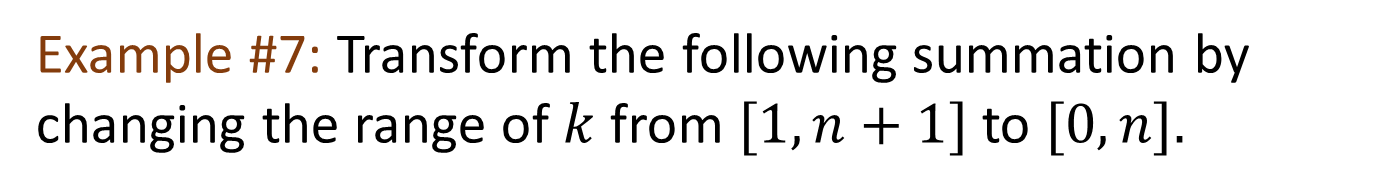 Example #7: Transform the following summation by
changing the range of k from [1, n + 1] to [0, n].